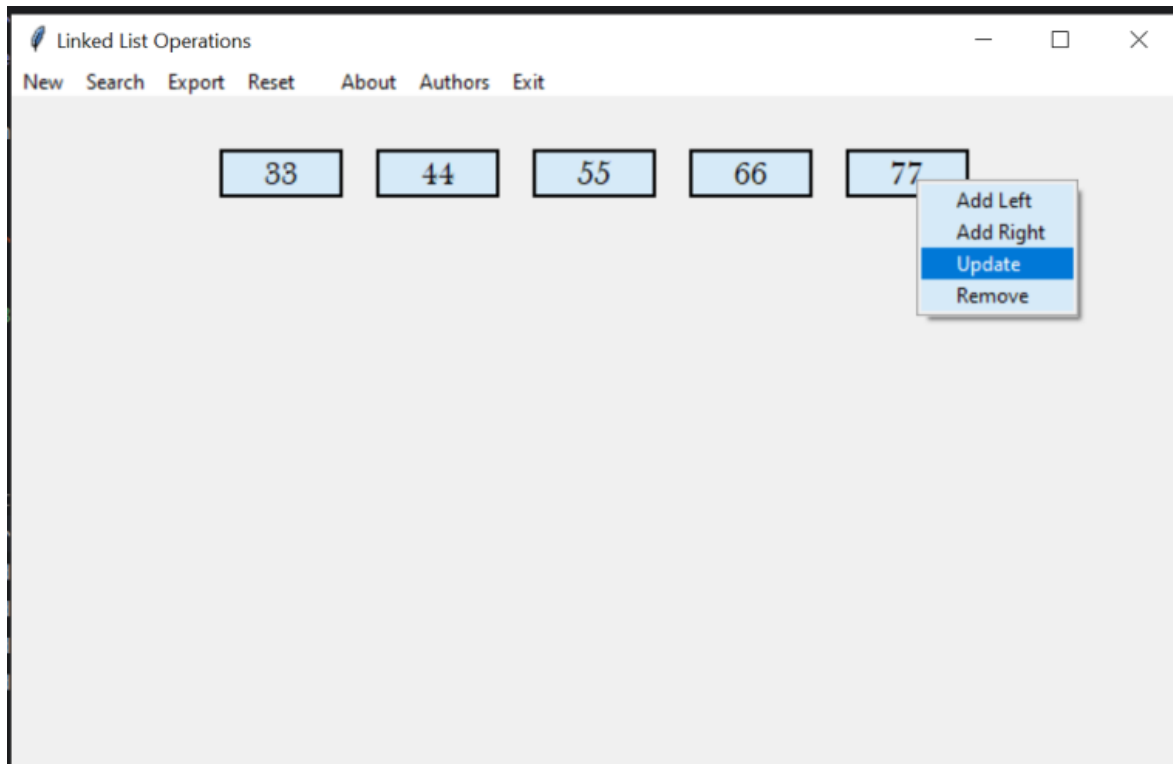 Linked List Operations
New Search Export Reset About Authors Exit
33 44 55 66 77
Add Left
Add Right
Update
Remove